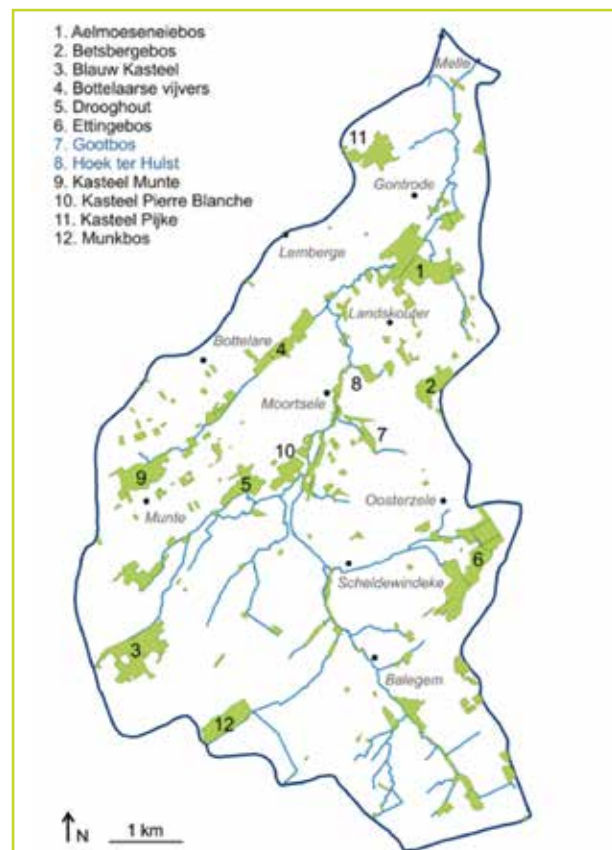 1. Aelmoeseneiebos
2. Betsbergebos
3. Blauw Kasteel
4. Bottelaarse vijvers
5. Drooghout
6. Ettingebos
7. Gootbos
8. Hoek ter Hulst
9. Kasteel Munte
10. Kasteel Pierre Blanche
11. Kasteel Pijke
12. Munkbos
Melle
11
Gontrode
Lemberge
1
Landskouter
Bottelare
4
8
2
Moortsele
7
10
9
5
Munte
Oosterzele
6
Scheldewindeke
3
Balegem
12
N
1 km